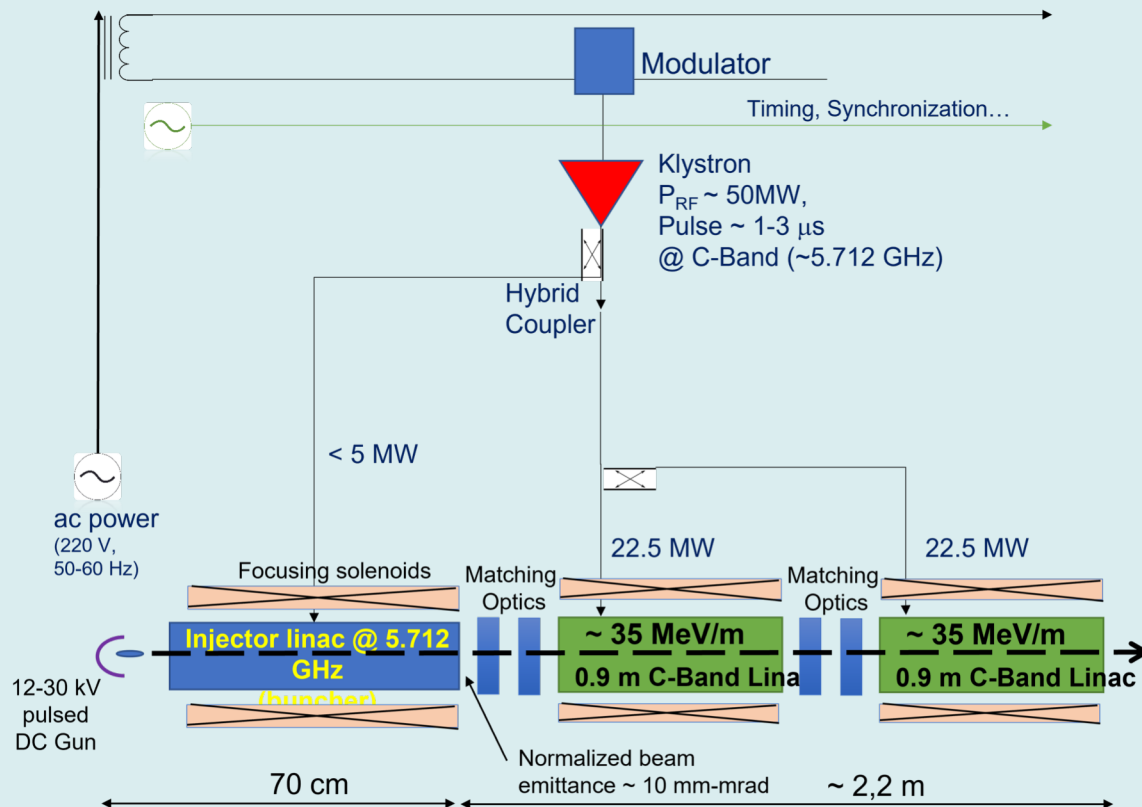 Modulator
Timing, Synchronization…
Klystron
P_RF ~ 50MW,
Pulse ~ 1-3 μs
@ C-Band (~5.712 GHz)
Hybrid
Coupler
< 5 MW
ac power
(220 V,
50-60 Hz)
22.5 MW
22.5 MW
Focusing solenoids
Matching
Optics
Matching
Optics
Injector linac @ 5.712
GHz
(buncher)
~ 35 MeV/m
0.9 m C-Band Lina
~ 35 MeV/m
0.9 m C-Band Linac
12-30 kV
pulsed
DC Gun
Normalized beam
emittance ~ 10 mm-mrad
70 cm
~ 2,2 m